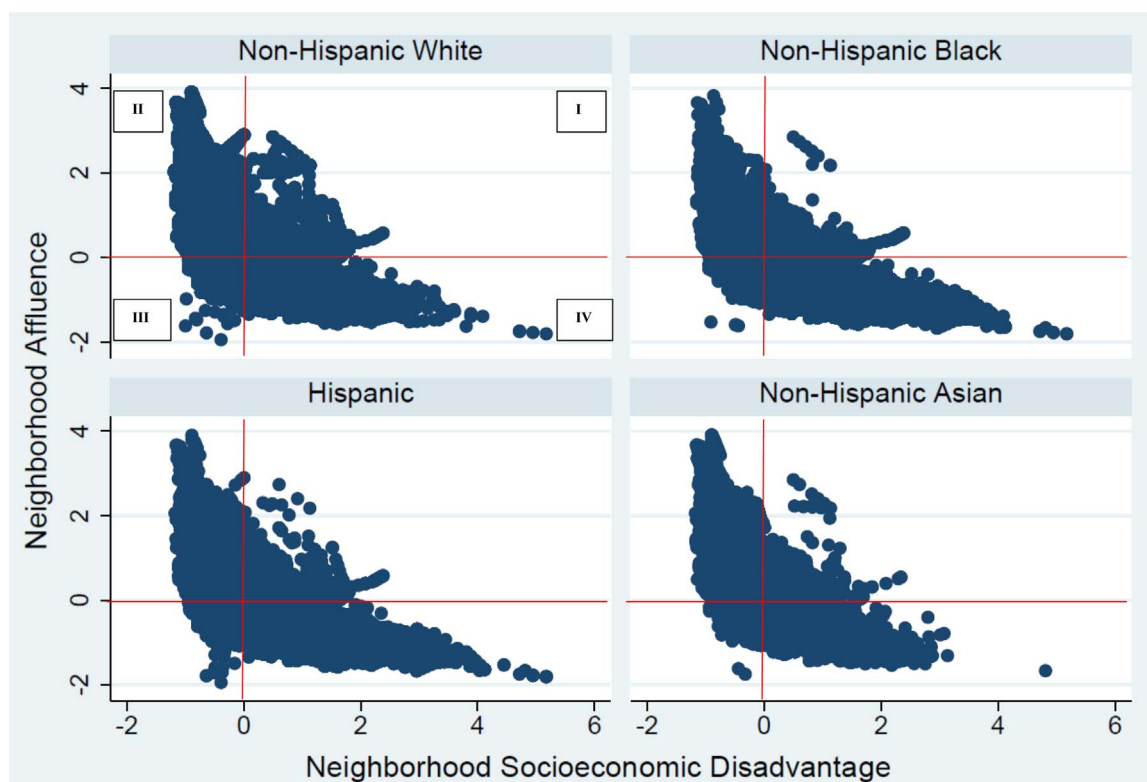 Non-Hispanic White
Non-Hispanic Black
4
2
0
-2
II
I
III
IV
Hispanic
Non-Hispanic Asian
4
2
0
-2
-2 0 2 4 6
-2 0 2 4 6
Neighborhood Affluence
Neighborhood Socioeconomic Disadvantage